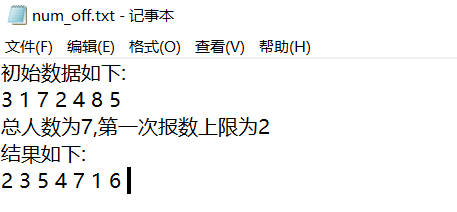 num_off.txt - 记事本
文件(F) 编辑(E) 格式(O) 查看(V) 帮助(H)
初始数据如下:
3 1 7 2 4 8 5
总人数为7,第一次报数上限为2
结果如下:
2 3 5 4 7 1 6